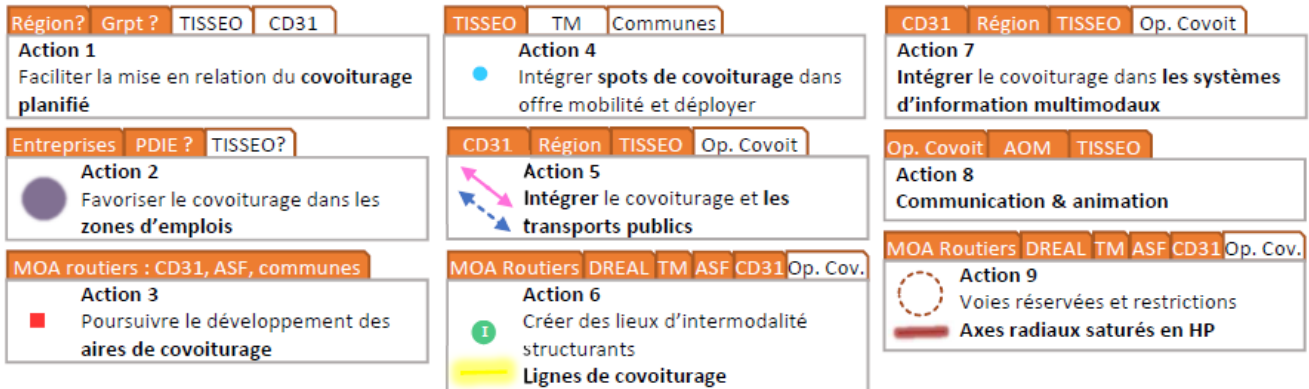 Région? Grpt ? TISSEO CD31
Action 1
Faciliter la mise en relation du covoiturage
planifié
Entreprises PDIE ? TISSEO?
Action 2
Favoriser le covoiturage dans les
zones d'emplois
MOA routiers : CD31, ASF, communes
Action 3
Poursuivre le développement des
aires de covoiturage
TISSEO TM Communes
Action 4
Intégrer spots de covoiturage dans
offre mobilité et déployer
CD31 Région TISSEO Op. Covoit
Action 5
Intégrer le covoiturage et les
transports publics
MOA Routiers DREAL TM ASF CD31 Op. Cov.
Action 6
I
Créer des lieux d'intermodalité
structurants
Lignes de covoiturage
CD31 Région TISSEO Op. Covoit
Action 7
Intégrer le covoiturage dans les systèmes
d'information multimodaux
Op. Covoit AOM TISSEO
Action 8
Communication & animation
MOA Routiers DREAL TM ASF CD31 Op. Cov.
Action 9
Voies réservées et restrictions
Axes radiaux saturés en HP